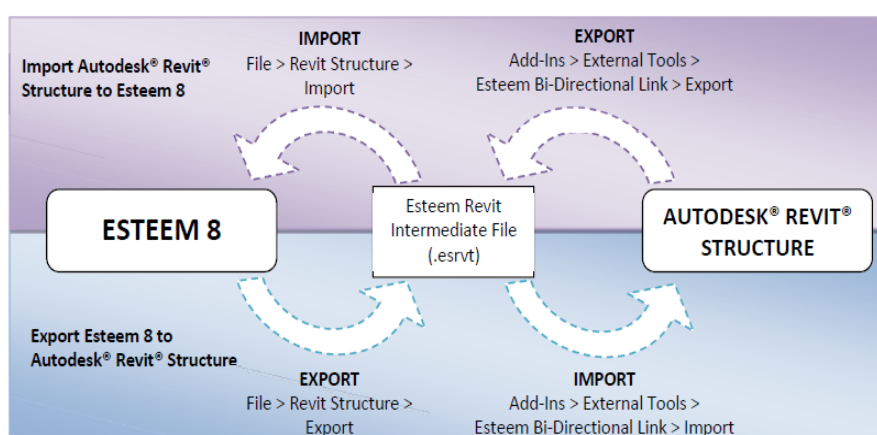 IMPORT
File > Revit Structure >
Import
EXPORT
Add-Ins > External Tools >
Esteem Bi-Directional Link > Export
Import Autodesk® Revit®
Structure to Esteem 8
ESTEEM 8
Esteem Revit
Intermediate File
(.esrvt)
AUTODESK® REVIT®
STRUCTURE
Export Esteem 8 to
Autodesk® Revit® Structure
EXPORT
File > Revit Structure >
Export
IMPORT
Add-Ins > External Tools >
Esteem Bi-Directional Link > Import